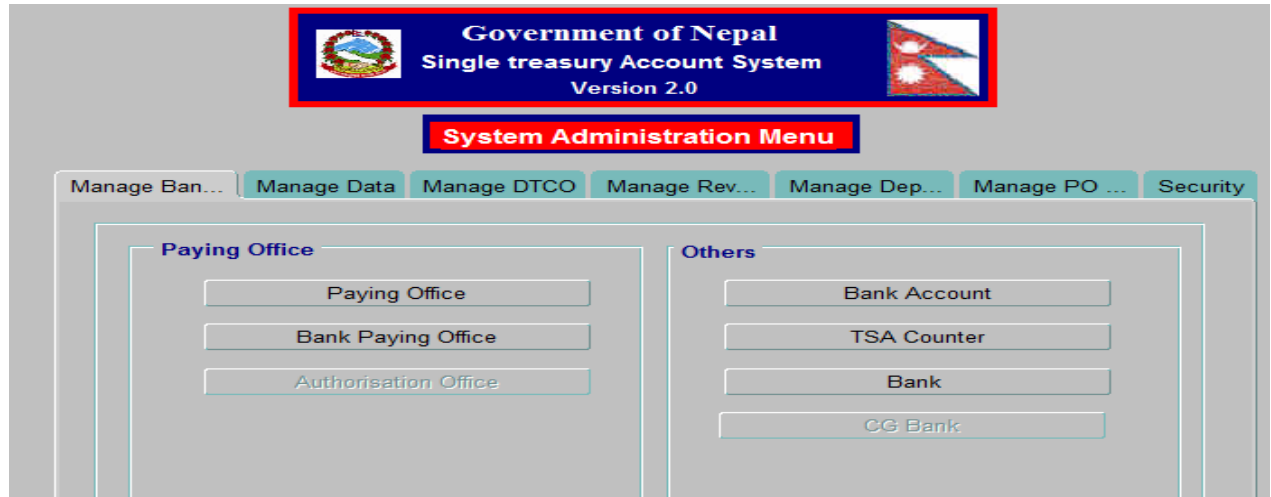 Government of Nepal
Single treasury Account System
Version 2.0
System Administration Menu
Manage Ban... Manage Data Manage DTCO Manage Rev... Manage Dep... Manage PO ... Security
Paying Office
Paying Office
Bank Paying Office
Authorisation Office
Others
Bank Account
TSA Counter
Bank
CG Bank